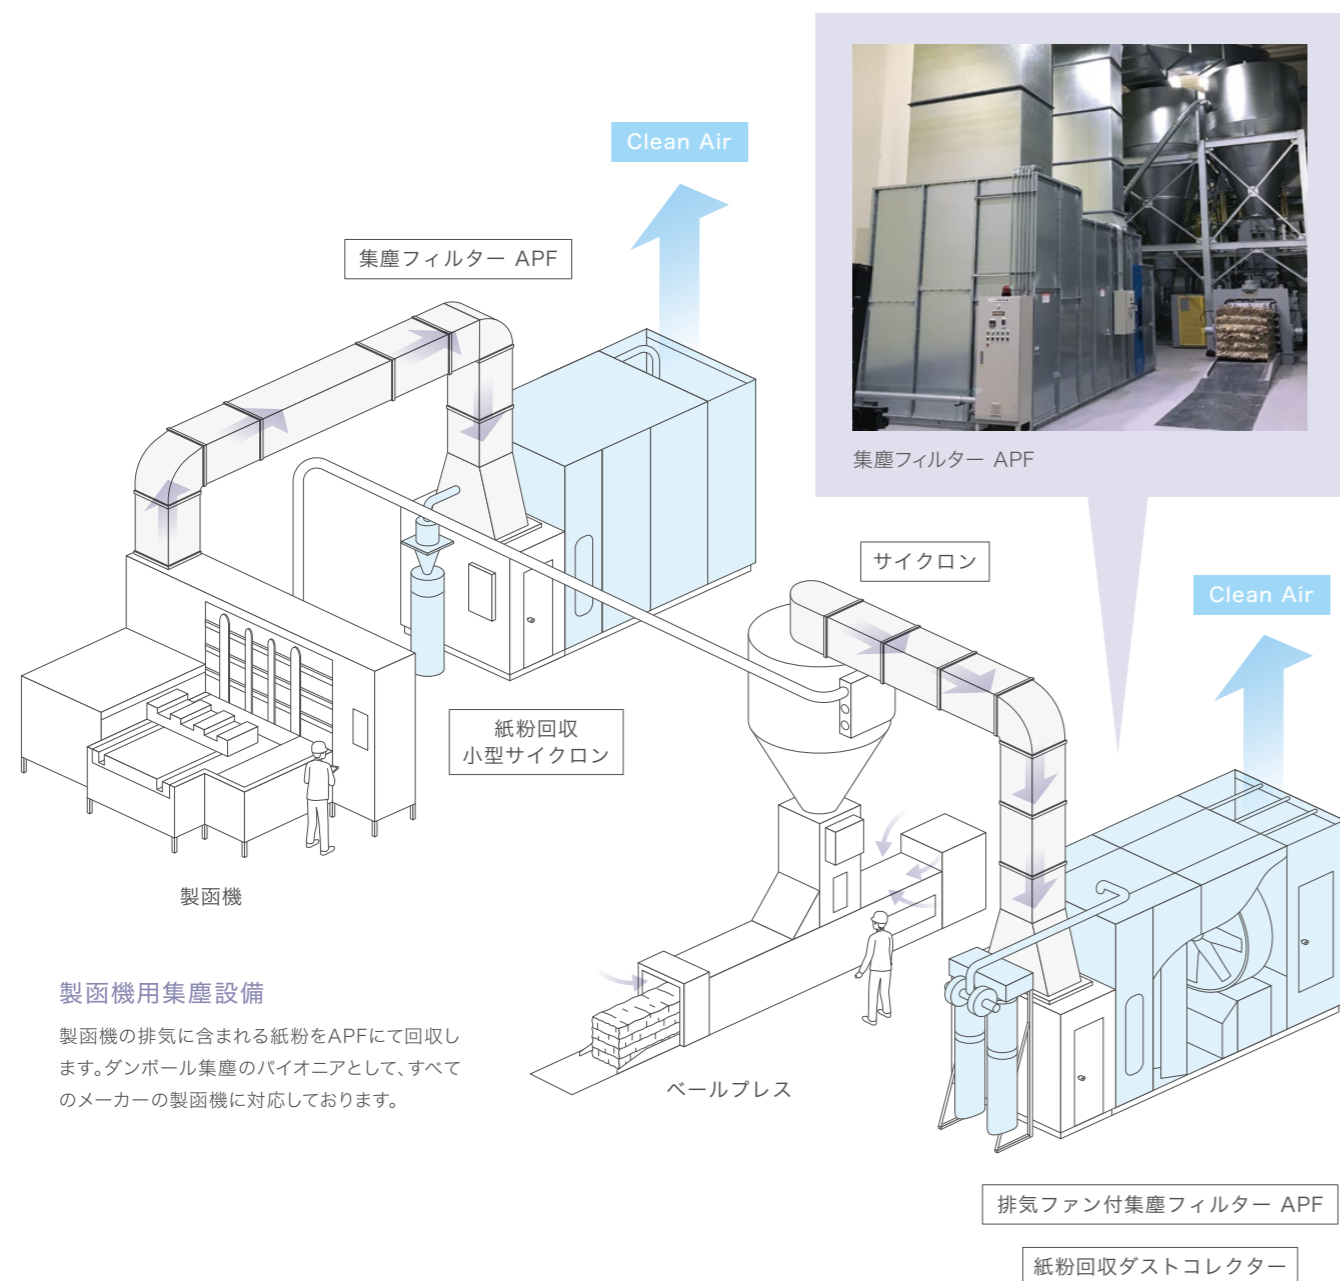 Clean Air
集塵フィルター APF
集塵フィルター APF
サイクロン
Clean Air
紙粉回収
小型サイクロン
製函機
製函機用集塵設備
製函機の排気に含まれる紙粉をAPFにて回収し
ます。ダンボール集塵のパイオニアとして、すべて
のメーカーの製函機に対応しております。
ベールプレス
排気ファン付集塵フィルター APF
紙粉回収ダストコレクター